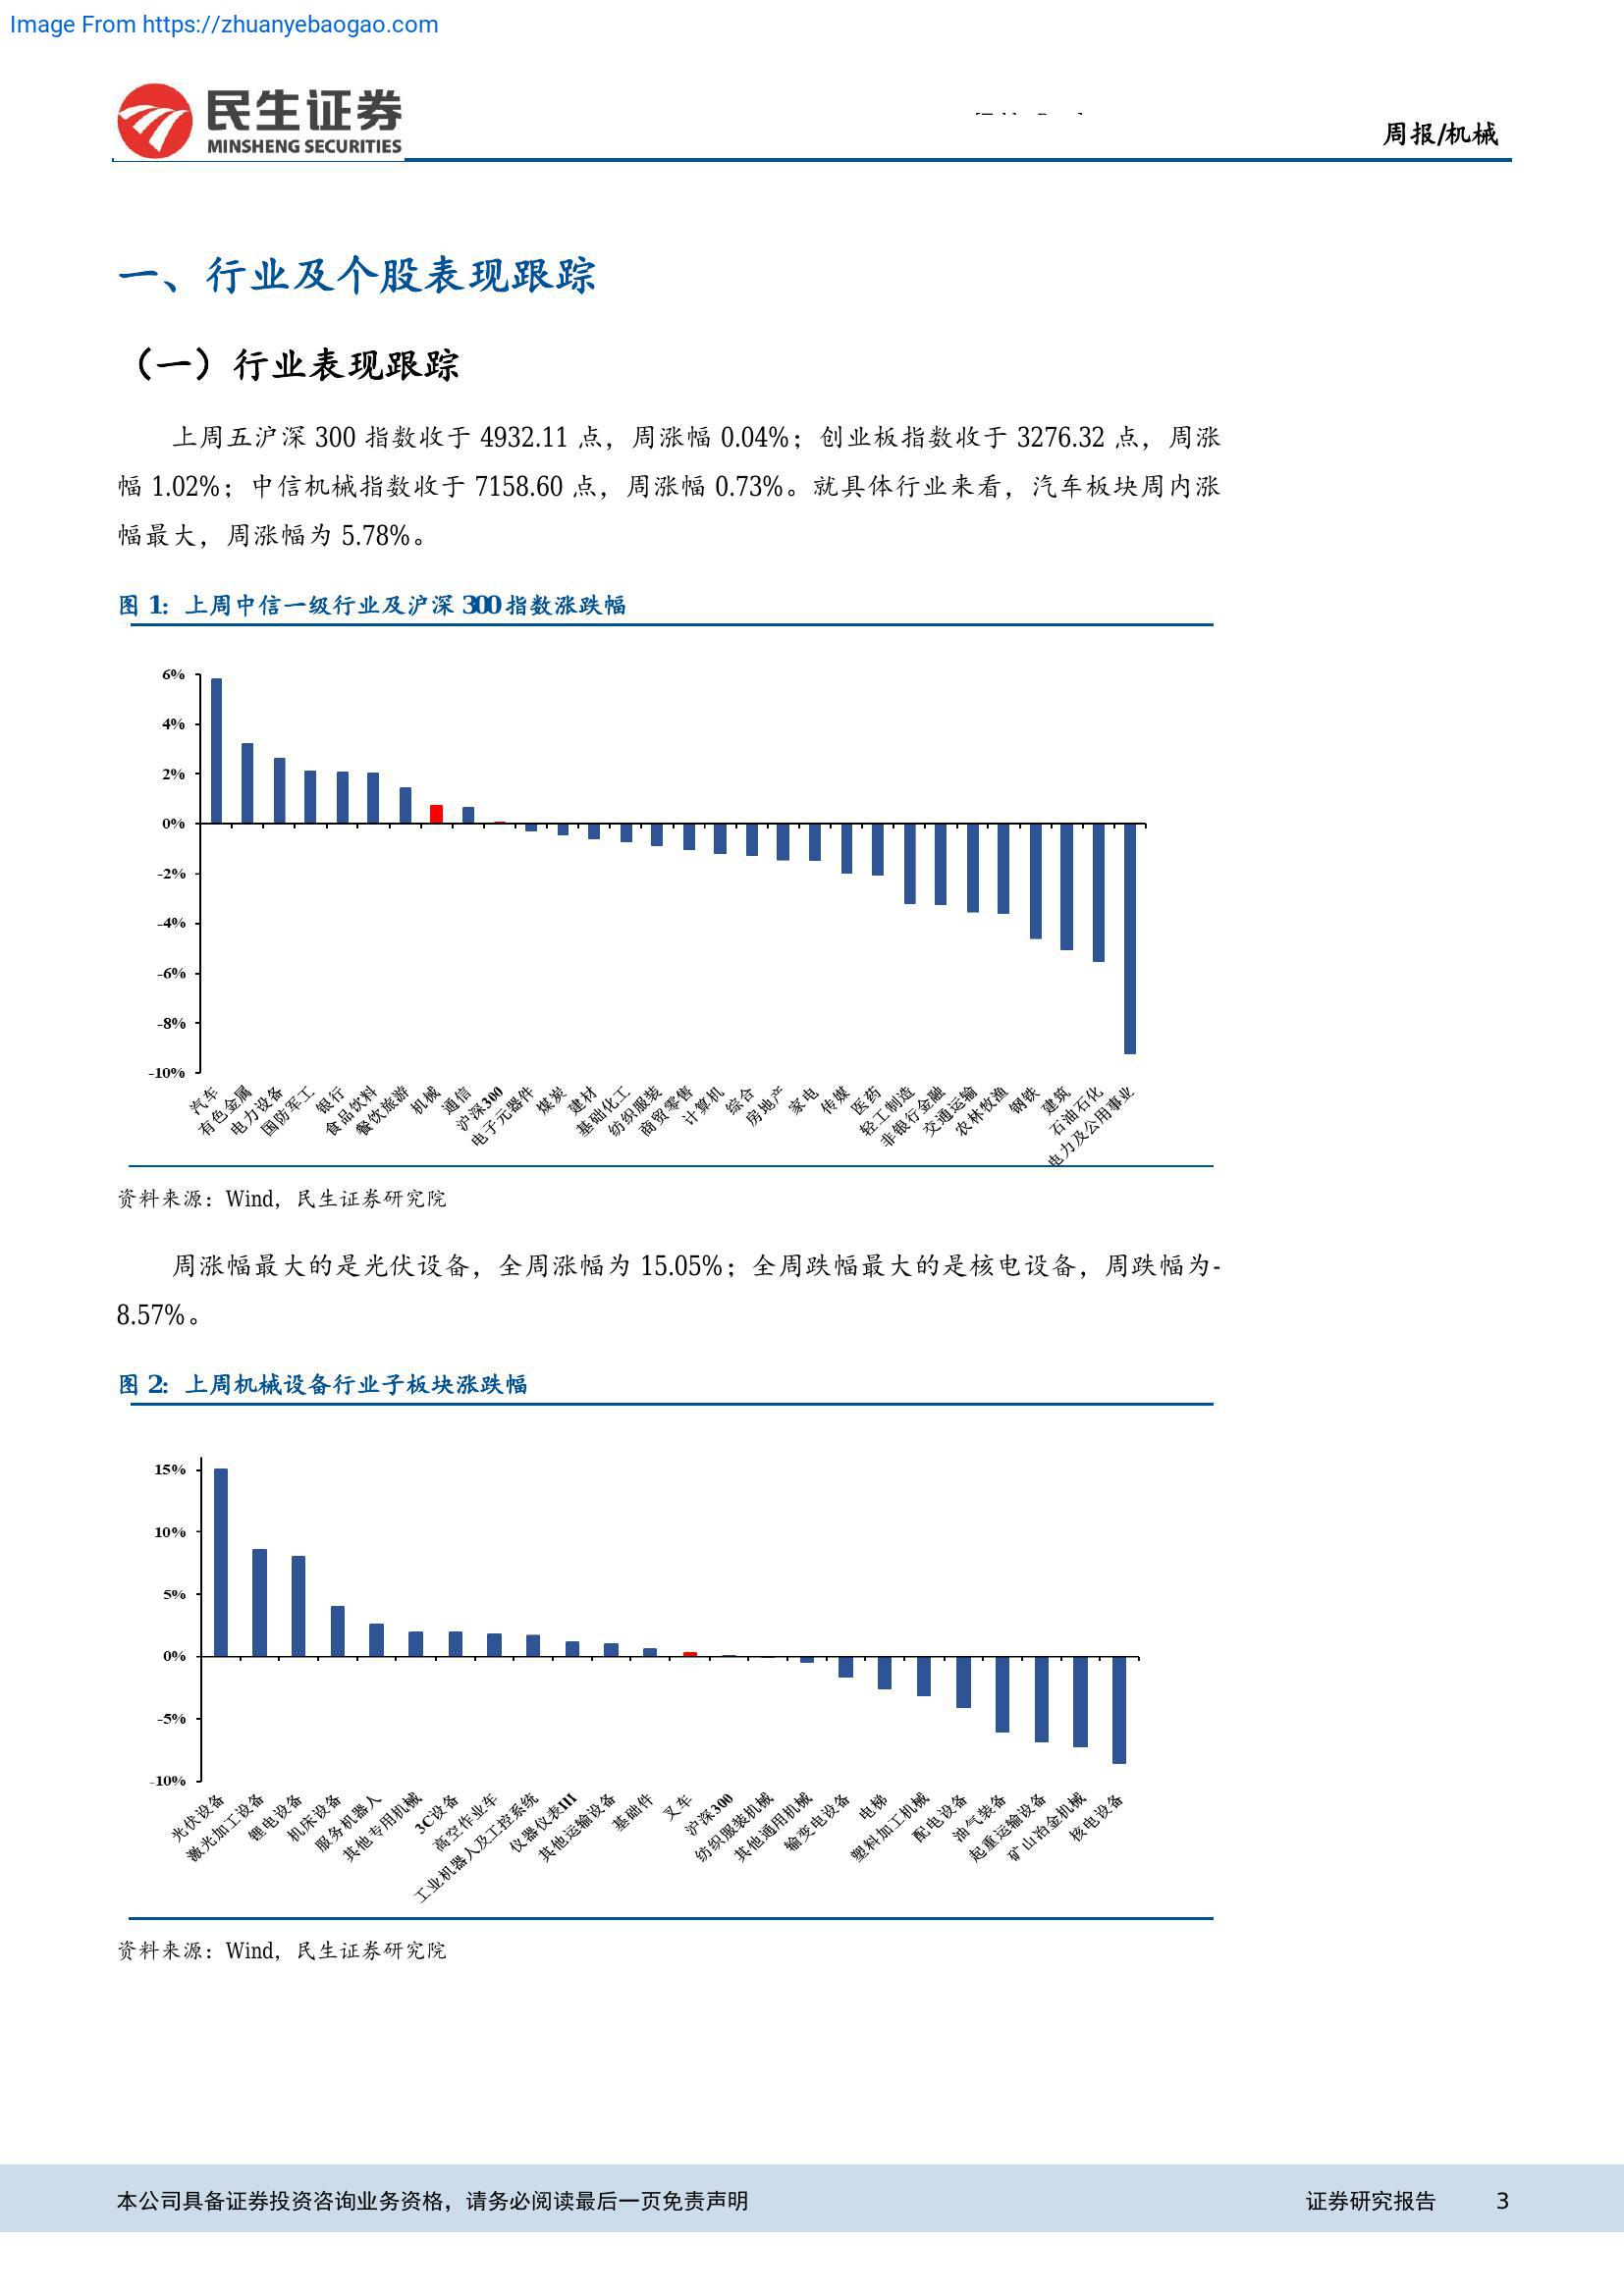 Image From https://zhuanyebaogao.com
民生证券
MINSHENG SECURITIES
周报/机械
一、行业及个股表现跟踪
（一）行业表现跟踪
上周五沪深 300 指数收于 4932.11 点，周涨幅 0.04%；创业板指数收于 3276.32 点，周涨
幅 1.02%；中信机械指数收于 7158.60 点，周涨幅 0.73%。就具体行业来看，汽车板块周内涨
幅最大，周涨幅为 5.78%。
图 1：上周中信一级行业及沪深 300 指数涨跌幅
6%
4%
2%
0%
-2%
-4%
-6%
-8%
-10%
汽车
有色金属
电力设备
国防军工
银行
食品饮料
餐饮旅游
机械
通信
沪深300
电子元器件
煤炭
建材
基础化工
纺织服装
商贸零售
计算机
综合
房地产
家电
传媒
医药
轻工制造
非银行金融
交通运输
农林牧渔
钢铁
建筑
石油石化
电力及公用事业
资料来源：Wind，民生证券研究院
周涨幅最大的是光伏设备，全周涨幅为 15.05%；全周跌幅最大的是核电设备，周跌幅为-
8.57%。
图 2：上周机械设备行业子板块涨跌幅
15%
10%
5%
0%
-5%
-10%
光伏设备
激光加工设备
锂电设备
机床设备
服务机器人
其他专用机械
3C设备
高空作业车
工业机器人及工控系统
仪器仪表III
其他运输设备
基础件
叉车
沪深300
纺织服装机械
其他通用机械
输变电设备
电梯
塑料加工机械
配电设备
油气装备
起重运输设备
矿山冶金机械
核电设备
资料来源：Wind，民生证券研究院
本公司具备证券投资咨询业务资格，请务必阅读最后一页免责声明
证券研究报告 3